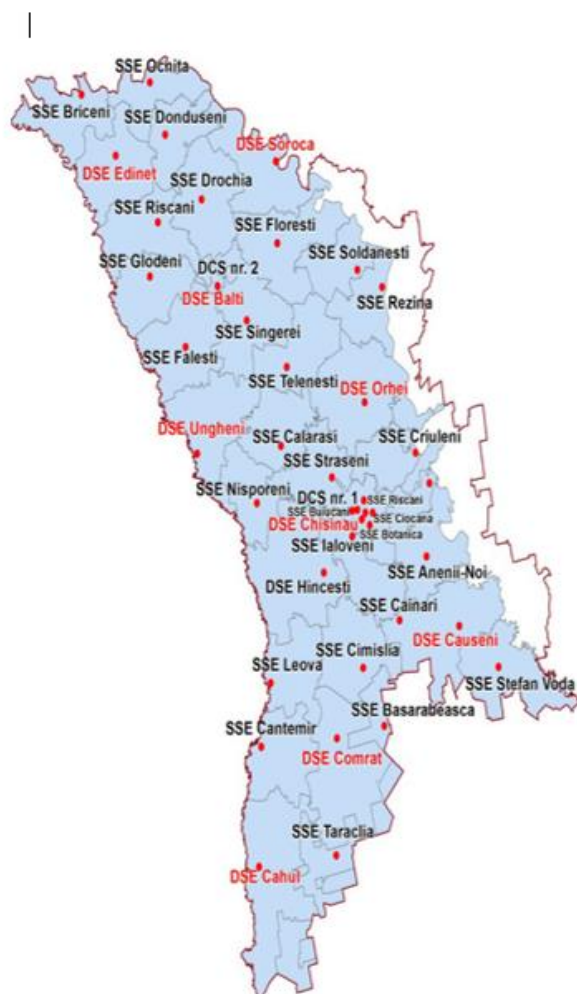 SSE Ocnita
SSE Briceni
SSE Donduseni
DSE Soroca
DSE Edinet
SSE Drochia
SSE Riscani
SSE Floresti
SSE Soldanesti
SSE Glodeni
DCS nr. 2
DSE Balti
SSE Rezina
SSE Singerei
SSE Falesti
SSE Telenesti
DSE Orhei
DSE Ungheni
SSE Calarasi
SSE Criuleni
SSE Straseni
SSE Nisporeni
DCS nr. 1
SSE Riscani
SSE Buiucani
SSE Ciocana
DSE Chisinau
SSE Botanica
SSE Ialoveni
SSE Anenii-Noi
DSE Hincesti
SSE Cainari
DSE Causeni
SSE Cimislia
SSE Leova
SSE Stefan Voda
SSE Basarabeasca
SSE Cantemir
DSE Comrat
SSE Taraclia
DSE Cahul